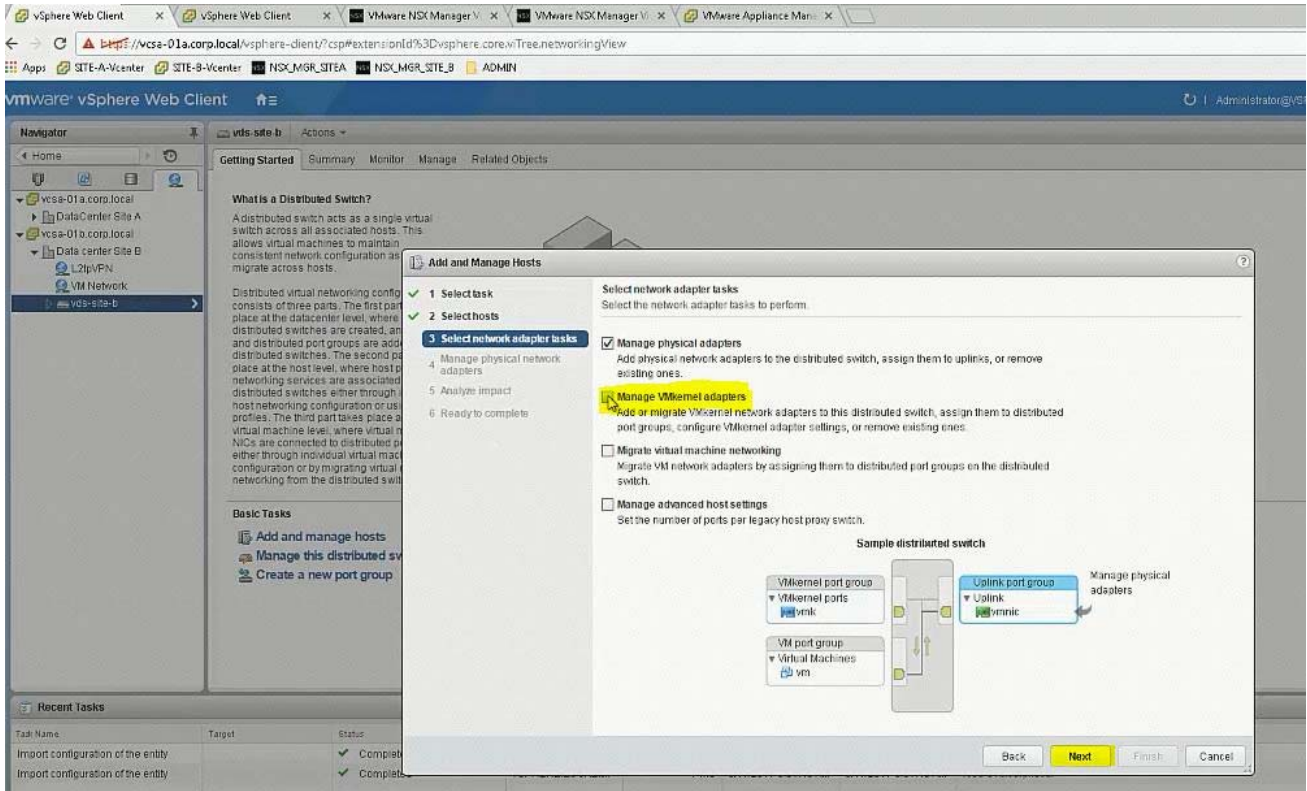 vSphere Web Client
vSphere Web Client
VMware NSX Manager V
VMware NSX Manager Vi
VMware Appliance Man
https://vcsa-01a.corp.local/vsphere-client/?csp#extensionId%3Dvsphere.core.viTree.networkingView
Apps SITE-A-Vcenter SITE-B-Vcenter NSX_MGR_SITEA NSX_MGR_SITE_B ADMIN
vmware vSphere Web Client
Administrator@VSP
Navigator
Home
vcsa-01a.corp.local
DataCenter Site A
vcsa-01b.corp.local
Data center Site B
L2tpVPN
VM Network
vds-site-b
vds-site-b Actions
Getting Started Summary Monitor Manage Related Objects
What is a Distributed Switch?
A distributed switch acts as a single virtual
switch across all associated hosts. This
allows virtual machines to maintain
consistent network configuration as
migrate across hosts.
Distributed virtual networking config
consists of three parts. The first part
place at the datacenter level, where
distributed switches are created, an
and distributed port groups are adde
distributed switches. The second pa
place at the host level, where host p
networking services are associated
distributed switches either through i
host networking configuration or usi
profiles. The third part takes place a
virtual machine level, where virtual n
NICs are connected to distributed p
either through individual virtual mac
configuration or by migrating virtual
networking from the distributed swit
Basic Tasks
Add and manage hosts
Manage this distributed sw
Create a new port group
Add and Manage Hosts
?
1 Select task
2 Select hosts
3 Select network adapter tasks
4 Manage physical network
adapters
5 Analyze impact
6 Ready to complete
Select network adapter tasks
Select the network adapter tasks to perform.
Manage physical adapters
Add physical network adapters to the distributed switch, assign them to uplinks, or remove
existing ones.
Manage VMkernel adapters
Add or migrate VMkernel network adapters to this distributed switch, assign them to distributed
port groups, configure VMkernel adapter settings, or remove existing ones.
Migrate virtual machine networking
Migrate VM network adapters by assigning them to distributed port groups on the distributed
switch.
Manage advanced host settings
Set the number of ports per legacy host proxy switch.
Sample distributed switch
VMkernel port group
VMkernel ports
vmk
VM port group
Virtual Machines
vm
Uplink port group
Uplink
vmnic
Manage physical
adapters
Back Next Finish Cancel
Recent Tasks
Task Name Target Status
Import configuration of the entity Complet
Import configuration of the entity Complete